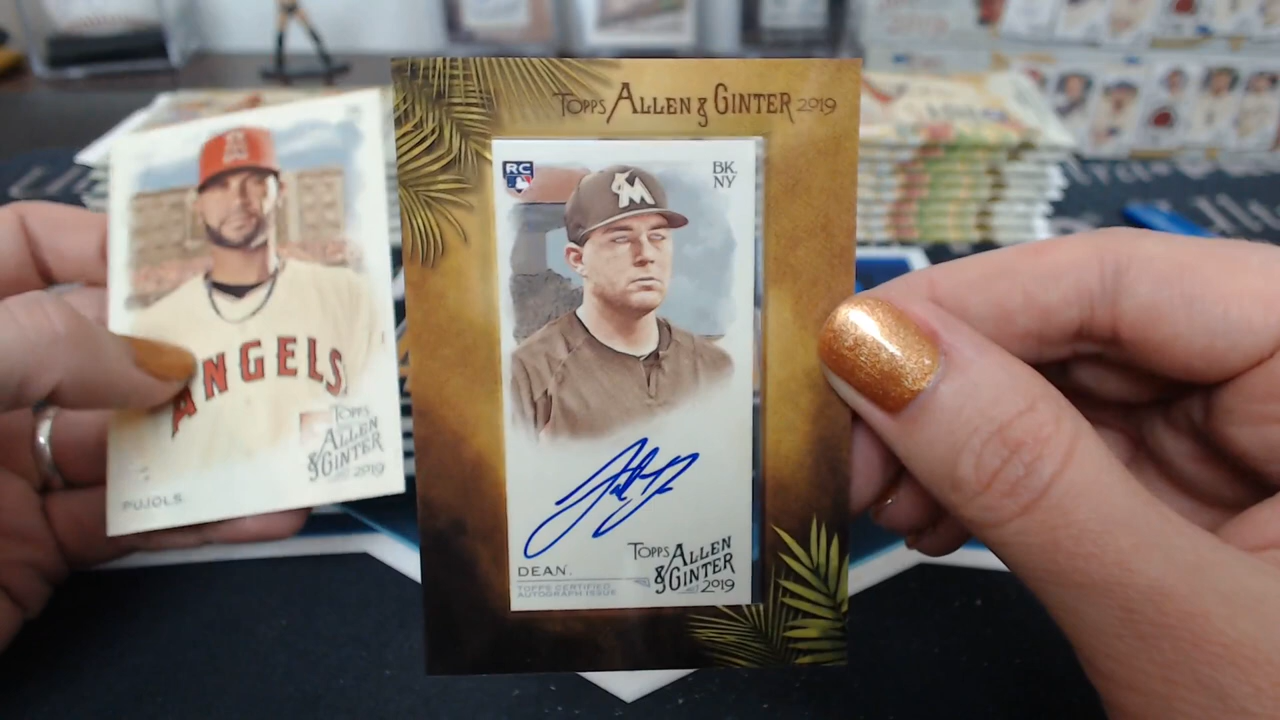 TOPPS ALLEN & GINTER 2019
RC
BK.
NY
M
DEAN.
TOPPS CERTIFIED
AUTOGRAPH ISSUE
TOPPS ALLEN
& GINTER
2019
A
ANGELS
TOPPS
ALLEN
& GINTER
2019
PUJOLS.